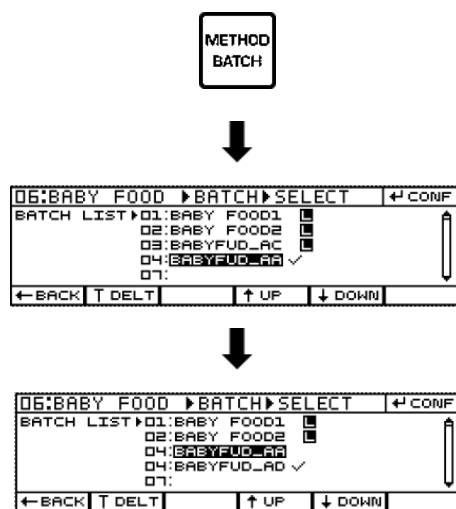 METHOD
BATCH
06:BABY FOOD ▶BATCH▶SELECT ↵ CONF
BATCH LIST▶01:BABY FOOD1 L
02:BABY FOOD2 L
03:BABYFUD_AC L
04:BABYFUD_AA ✓
07:
←BACK ↑ DELT ↑ UP ↓ DOWN
06:BABY FOOD ▶BATCH▶SELECT ↵ CONF
BATCH LIST▶01:BABY FOOD1 L
02:BABY FOOD2 L
04:BABYFUD_AA
04:BABYFUD_AD ✓
07:
←BACK ↑ DELT ↑ UP ↓ DOWN